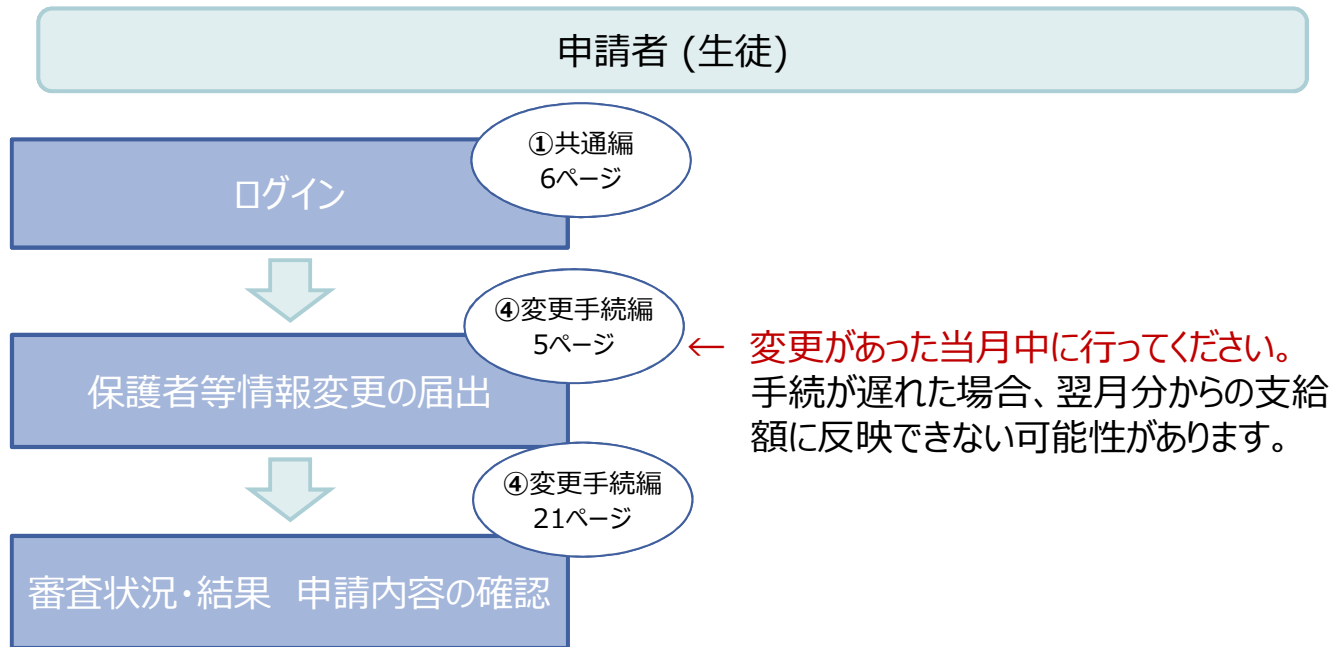 申請者 (生徒)
①共通編
6ページ
ログイン
④変更手続編
5ページ
保護者等情報変更の届出
← 変更があった当月中に行ってください。
手続が遅れた場合、翌月分からの支給
額に反映できない可能性があります。
④変更手続編
21ページ
審査状況・結果　申請内容の確認